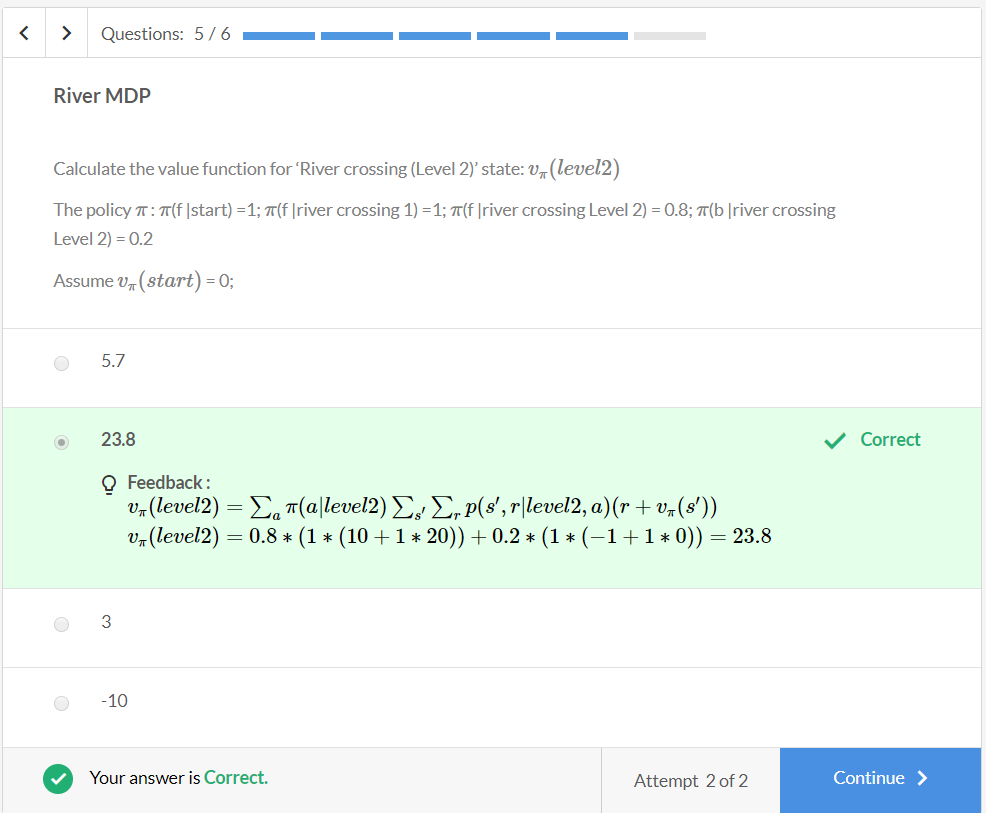 Questions: 5 / 6
River MDP
Calculate the value function for ‘River crossing (Level 2)’ state: $v_\pi(level2)$
The policy $\pi$ : $\pi$(f |start) =1; $\pi$(f |river crossing 1) =1; $\pi$(f |river crossing Level 2) = 0.8; $\pi$(b |river crossing
Level 2) = 0.2
Assume $v_\pi(start)$ = 0;
5.7
23.8 Correct
Feedback :
$v_\pi(level2) = \sum_a \pi(a|level2) \sum_{s'} \sum_r p(s', r|level2, a)(r + v_\pi(s'))$
$v_\pi(level2) = 0.8 * (1 * (10 + 1 * 20)) + 0.2 * (1 * (-1 + 1 * 0)) = 23.8$
3
-10
Your answer is Correct. Attempt 2 of 2 Continue